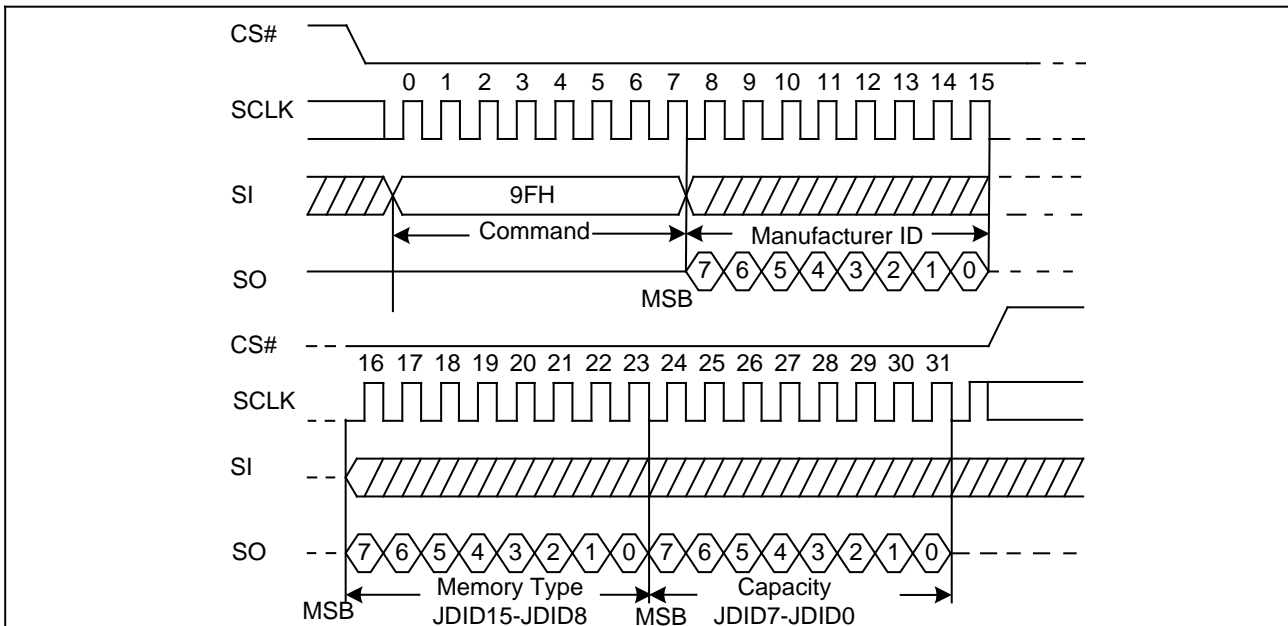 CS#
0 1 2 3 4 5 6 7 8 9 10 11 12 13 14 15
SCLK
SI
9FH
Command
Manufacturer ID
SO
7 6 5 4 3 2 1 0
MSB
CS#
16 17 18 19 20 21 22 23 24 25 26 27 28 29 30 31
SCLK
SI
SO
7 6 5 4 3 2 1 0 7 6 5 4 3 2 1 0
Memory Type Capacity
MSB JDID15-JDID8 MSB JDID7-JDID0